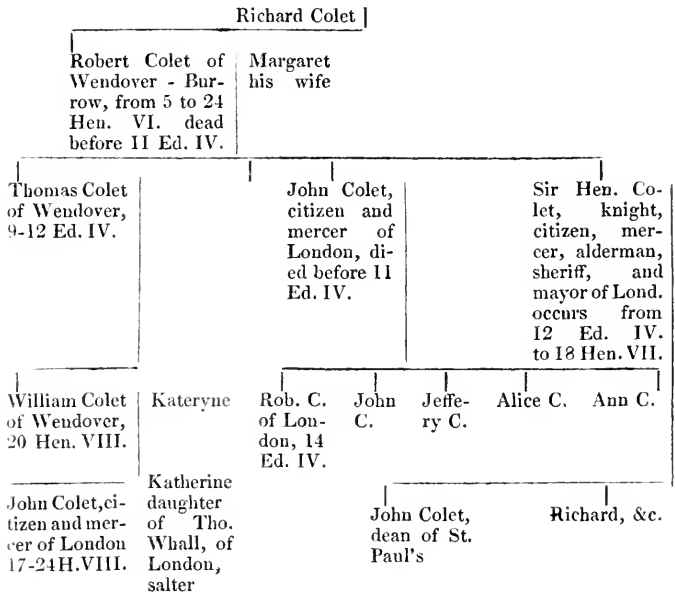 Richard Colet
Robert Colet of
Wendover - Bur-
row, from 5 to 24
Hen. VI. dead
before 11 Ed. IV.
Margaret
his wife
Thomas Colet
of Wendover,
9-12 Ed. IV.
John Colet,
citizen and
mercer of
London, di-
ed before 11
Ed. IV.
Sir Hen. Co-
let, knight,
citizen, mer-
cer, alderman,
sheriff, and
mayor of Lond.
occurs from
12 Ed. IV.
to 18 Hen. VII.
William Colet
of Wendover,
20 Hen. VIII.
Kateryne
Rob. C.
of Lon-
don, 14
Ed. IV.
John
C.
Jeffe-
ry C.
Alice C.
Ann C.
John Colet, ci-
tizen and mer-
cer of London
17-24 H. VIII.
Katherine
daughter
of Tho.
Whall, of
London,
salter
John Colet,
dean of St.
Paul's
Richard, &c.